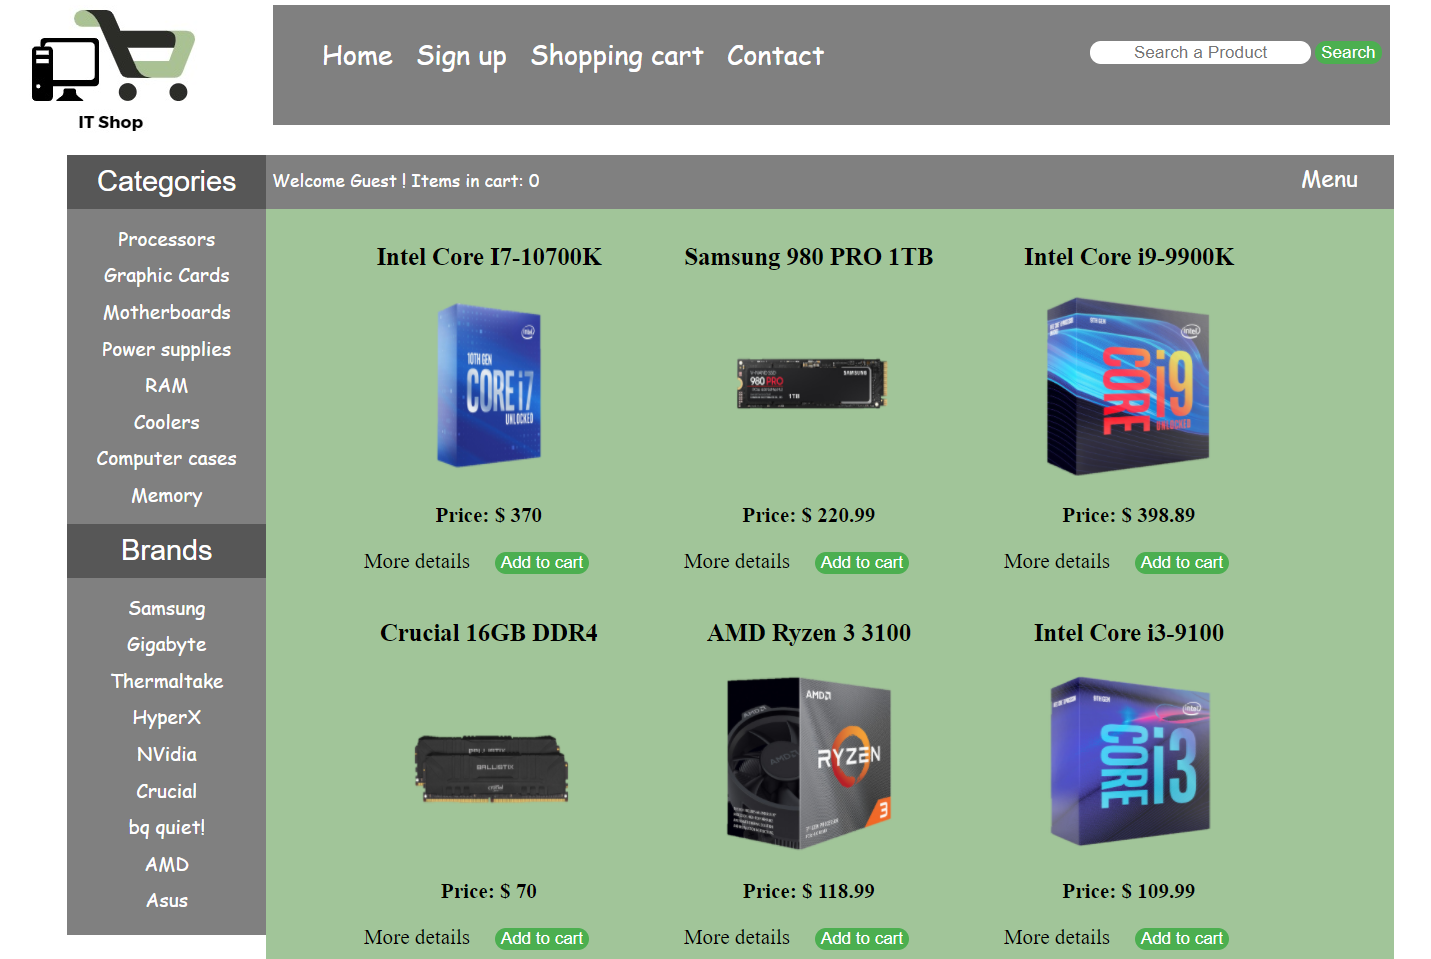 IT Shop
Home Sign up Shopping cart Contact
Search a Product Search
Categories
Processors
Graphic Cards
Motherboards
Power supplies
RAM
Coolers
Computer cases
Memory
Brands
Samsung
Gigabyte
Thermaltake
HyperX
NVidia
Crucial
bq quiet!
AMD
Asus
Welcome Guest ! Items in cart: 0 Menu
Intel Core I7-10700K
intel
10TH GEN
CORE i7
UNLOCKED
Price: $ 370
More details Add to cart
Samsung 980 PRO 1TB
980 PRO
SAMSUNG
1TB
Price: $ 220.99
More details Add to cart
Intel Core i9-9900K
intel
CORE i9
UNLOCKED
Price: $ 398.89
More details Add to cart
Crucial 16GB DDR4
BALLISTIX
BALLISTIX
Price: $ 70
More details Add to cart
AMD Ryzen 3 3100
AMD
AMD
RYZEN
3
Price: $ 118.99
More details Add to cart
Intel Core i3-9100
intel
CORE i3
Price: $ 109.99
More details Add to cart